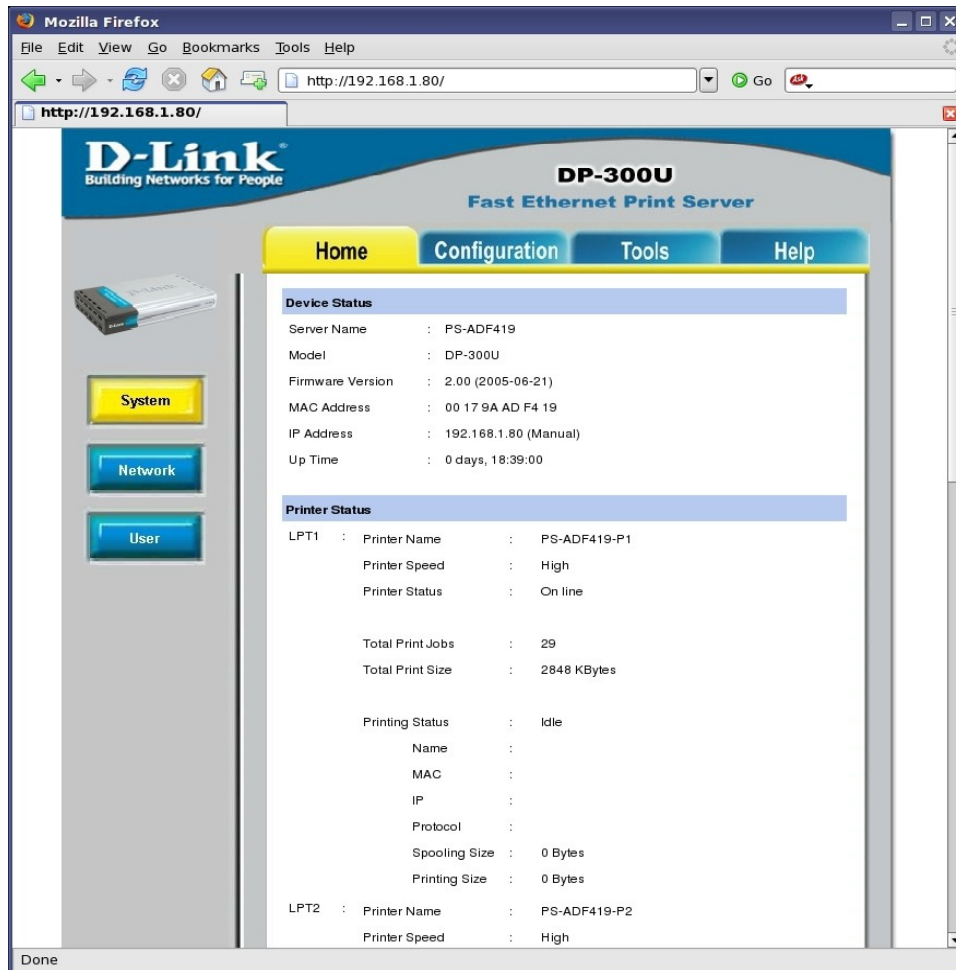 Mozilla Firefox
File Edit View Go Bookmarks Tools Help
http://192.168.1.80/ Go
http://192.168.1.80/
D-Link®
Building Networks for People
DP-300U
Fast Ethernet Print Server
Home Configuration Tools Help
System
Network
User
Device Status
Server Name : PS-ADF419
Model : DP-300U
Firmware Version : 2.00 (2005-06-21)
MAC Address : 00 17 9A AD F4 19
IP Address : 192.168.1.80 (Manual)
Up Time : 0 days, 18:39:00
Printer Status
LPT1 : Printer Name : PS-ADF419-P1
Printer Speed : High
Printer Status : On line
Total Print Jobs : 29
Total Print Size : 2848 KBytes
Printing Status : Idle
Name :
MAC :
IP :
Protocol :
Spooling Size : 0 Bytes
Printing Size : 0 Bytes
LPT2 : Printer Name : PS-ADF419-P2
Printer Speed : High
Done